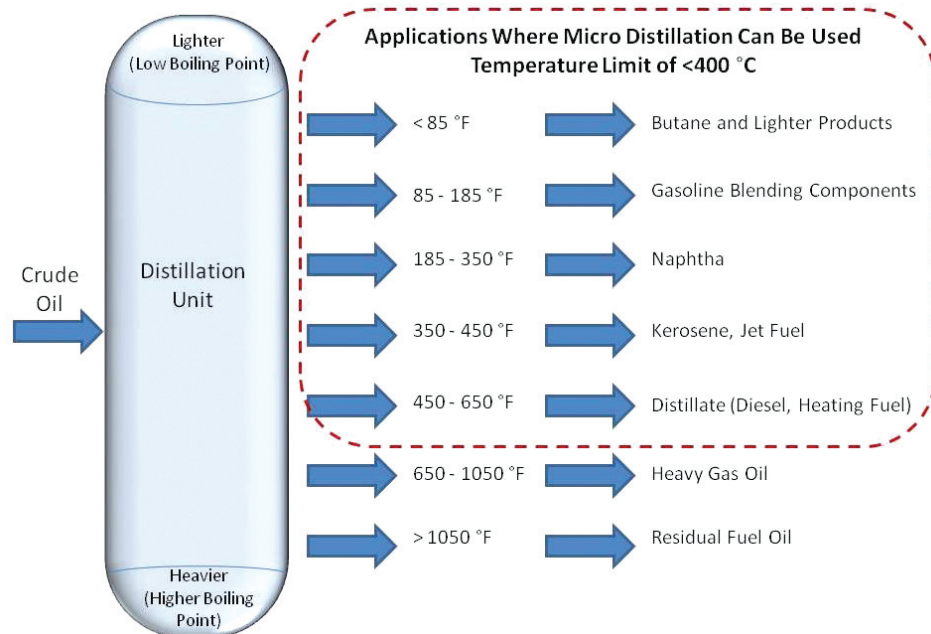 Lighter
(Low Boiling Point)
Applications Where Micro Distillation Can Be Used
Temperature Limit of <400 °C
< 85 °F
Butane and Lighter Products
85 - 185 °F
Gasoline Blending Components
185 - 350 °F
Naphtha
Crude
Oil
Distillation
Unit
350 - 450 °F
Kerosene, Jet Fuel
450 - 650 °F
Distillate (Diesel, Heating Fuel)
650 - 1050 °F
Heavy Gas Oil
> 1050 °F
Residual Fuel Oil
Heavier
(Higher Boiling
Point)